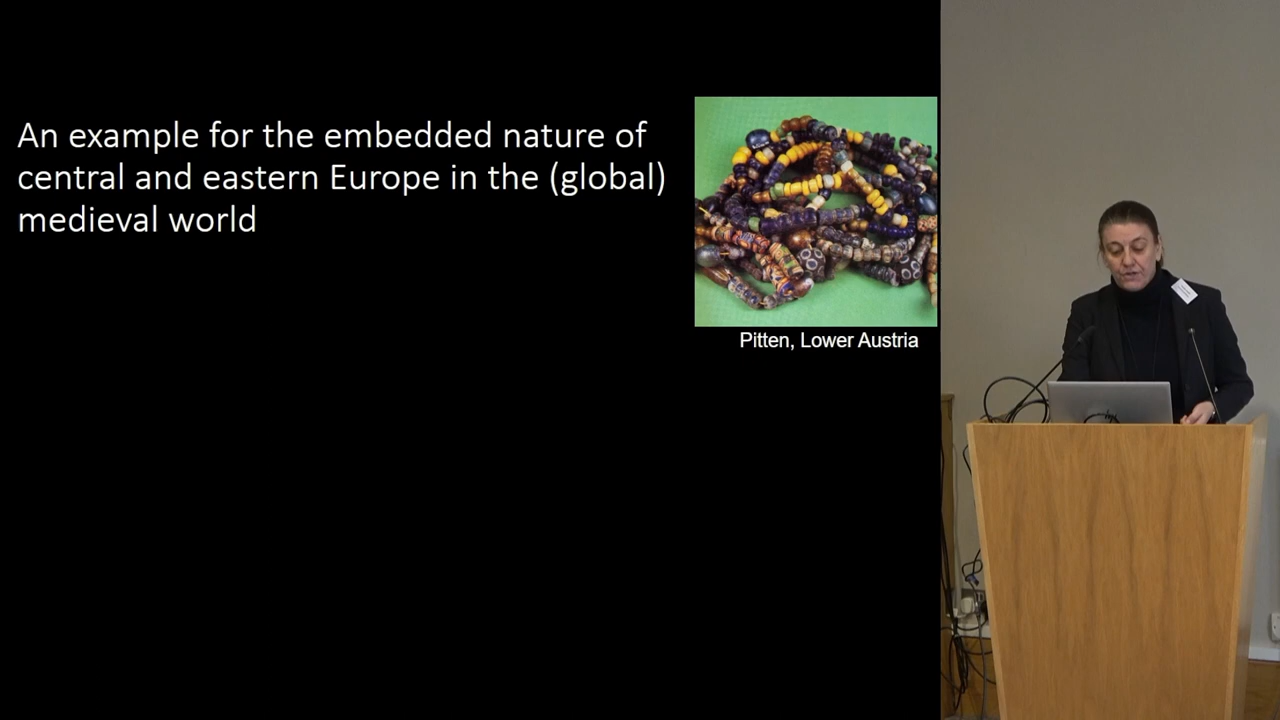 An example for the embedded nature of
central and eastern Europe in the (global)
medieval world
Pitten, Lower Austria